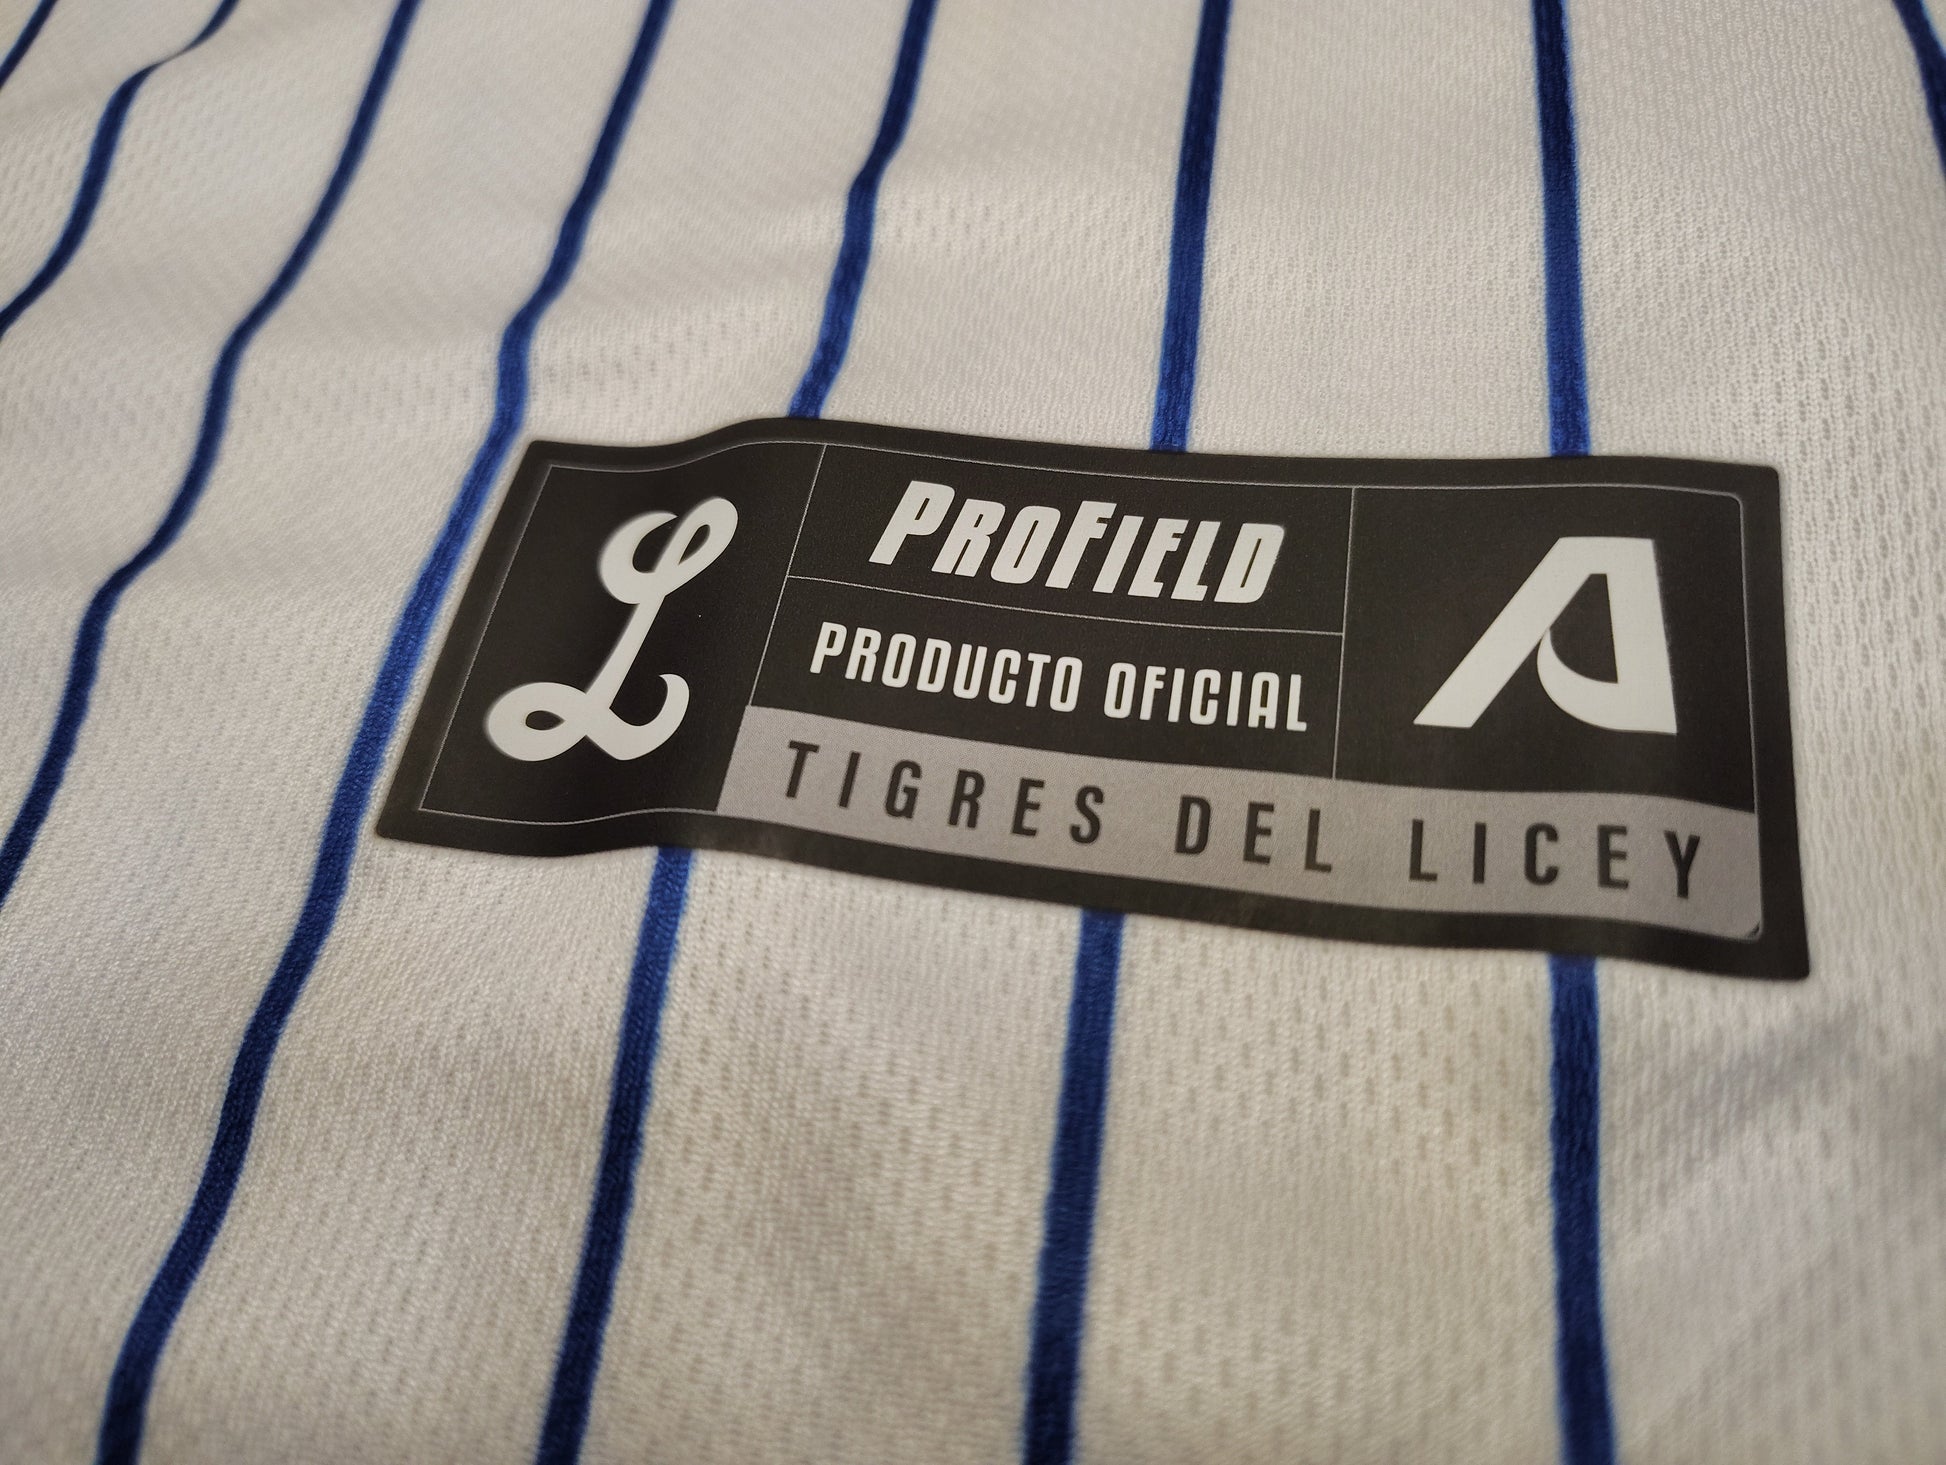 L
PROFIELD
PRODUCTO OFICIAL
A
TIGRES DEL LICEY